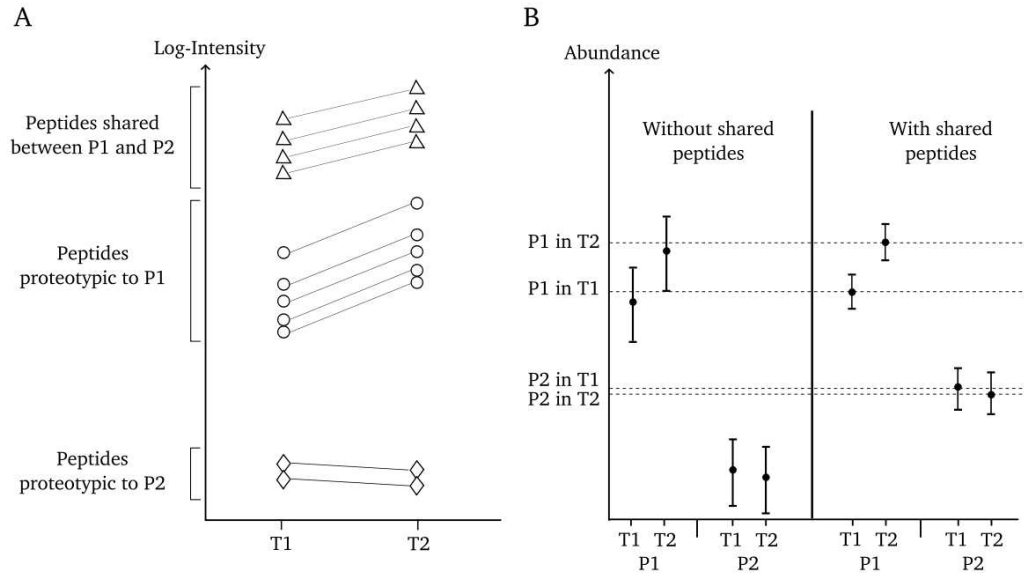 A
Log-Intensity
Peptides shared
between P1 and P2
Peptides
proteotypic to P1
Peptides
proteotypic to P2
T1
T2
B
Abundance
Without shared
peptides
With shared
peptides
P1 in T2
P1 in T1
P2 in T1
P2 in T2
T1 T2 T1 T2 T1 T2 T1 T2
P1 P2 P1 P2